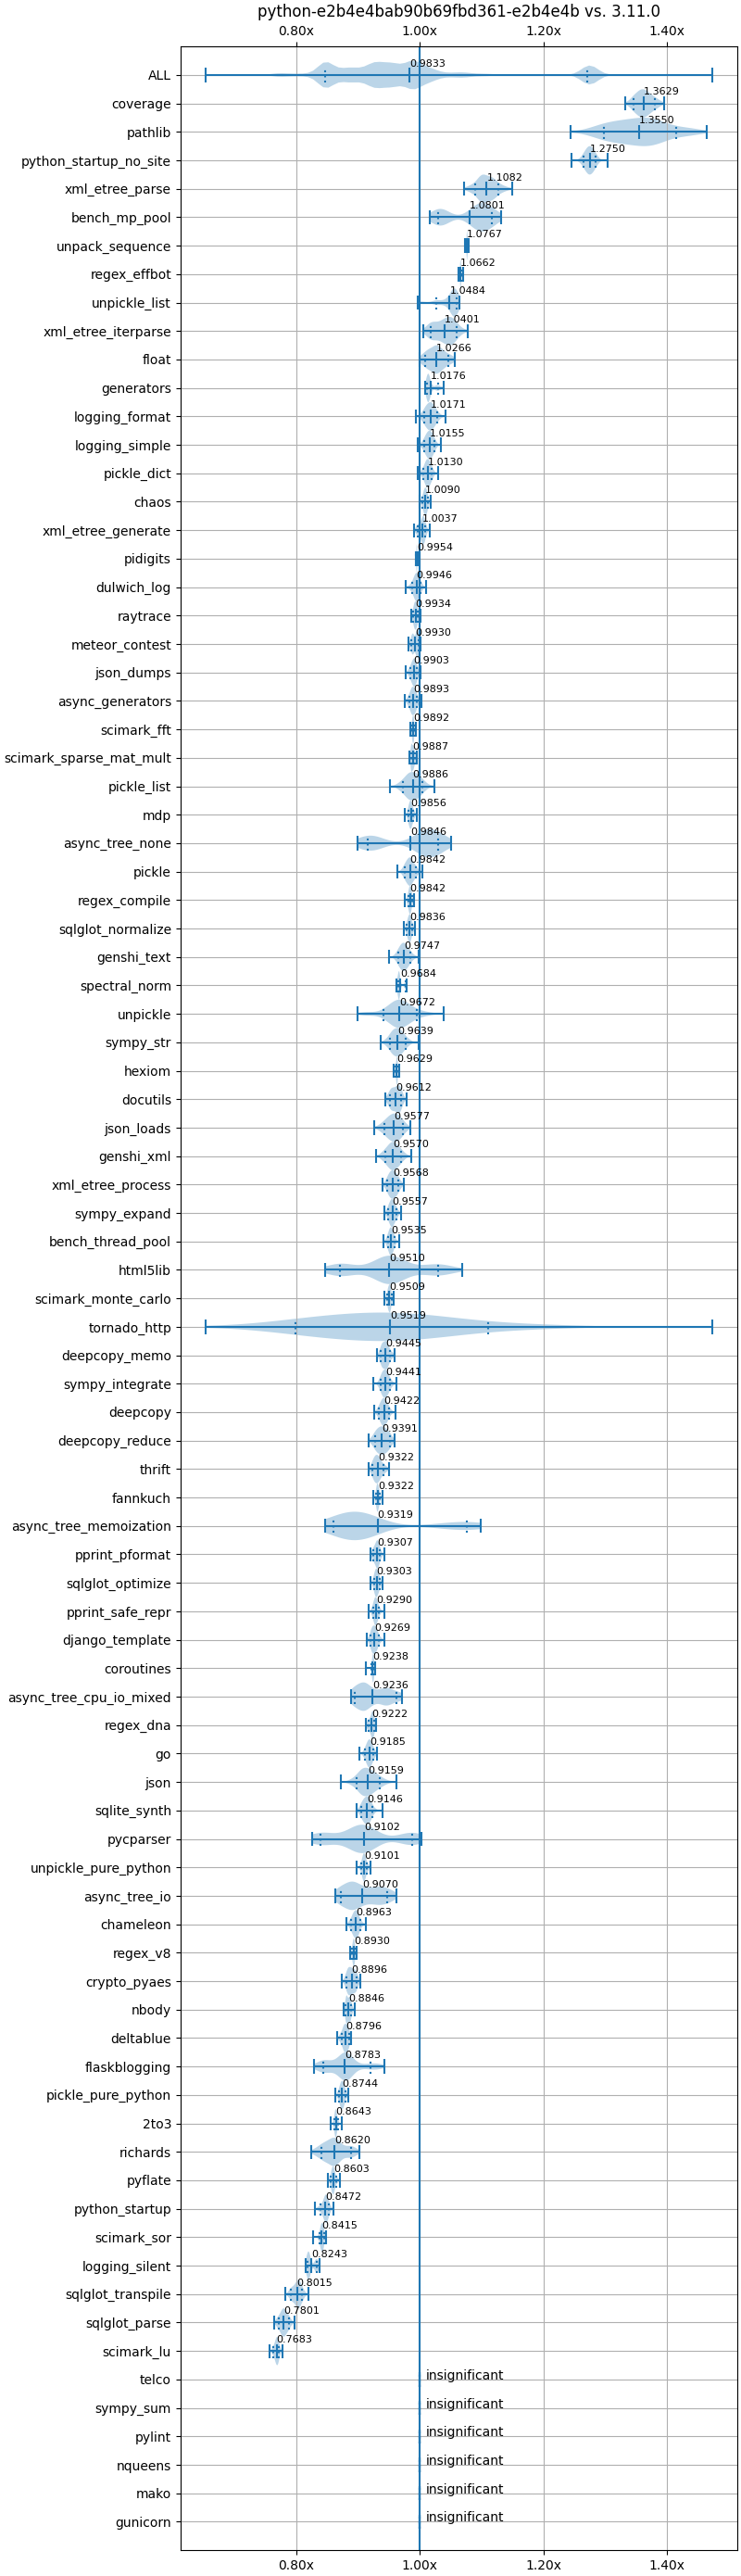 python-e2b4e4bab90b69fbd361-e2b4e4b vs. 3.11.0
0.80x 1.00x 1.20x 1.40x
ALL 0.9833
coverage 1.3629
pathlib 1.3550
python_startup_no_site 1.2750
xml_etree_parse 1.1082
bench_mp_pool 1.0801
unpack_sequence 1.0767
regex_effbot 1.0662
unpickle_list 1.0484
xml_etree_iterparse 1.0401
float 1.0266
generators 1.0176
logging_format 1.0171
logging_simple 1.0155
pickle_dict 1.0130
chaos 1.0090
xml_etree_generate 1.0037
pidigits 0.9954
dulwich_log 0.9946
raytrace 0.9934
meteor_contest 0.9930
json_dumps 0.9903
async_generators 0.9893
scimark_fft 0.9892
scimark_sparse_mat_mult 0.9887
pickle_list 0.9886
mdp 0.9856
async_tree_none 0.9846
pickle 0.9842
regex_compile 0.9842
sqlglot_normalize 0.9836
genshi_text 0.9747
spectral_norm 0.9684
unpickle 0.9672
sympy_str 0.9639
hexiom 0.9629
docutils 0.9612
json_loads 0.9577
genshi_xml 0.9570
xml_etree_process 0.9568
sympy_expand 0.9557
bench_thread_pool 0.9535
html5lib 0.9510
scimark_monte_carlo 0.9509
tornado_http 0.9519
deepcopy_memo 0.9445
sympy_integrate 0.9441
deepcopy 0.9422
deepcopy_reduce 0.9391
thrift 0.9322
fannkuch 0.9322
async_tree_memoization 0.9319
pprint_pformat 0.9307
sqlglot_optimize 0.9303
pprint_safe_repr 0.9290
django_template 0.9269
coroutines 0.9238
async_tree_cpu_io_mixed 0.9236
regex_dna 0.9222
go 0.9185
json 0.9159
sqlite_synth 0.9146
pycparser 0.9102
unpickle_pure_python 0.9101
async_tree_io 0.9070
chameleon 0.8963
regex_v8 0.8930
crypto_pyaes 0.8896
nbody 0.8846
deltablue 0.8796
flaskblogging 0.8783
pickle_pure_python 0.8744
2to3 0.8643
richards 0.8620
pyflate 0.8603
python_startup 0.8472
scimark_sor 0.8415
logging_silent 0.8243
sqlglot_transpile 0.8015
sqlglot_parse 0.7801
scimark_lu 0.7683
telco insignificant
sympy_sum insignificant
pylint insignificant
nqueens insignificant
mako insignificant
gunicorn insignificant
0.80x 1.00x 1.20x 1.40x